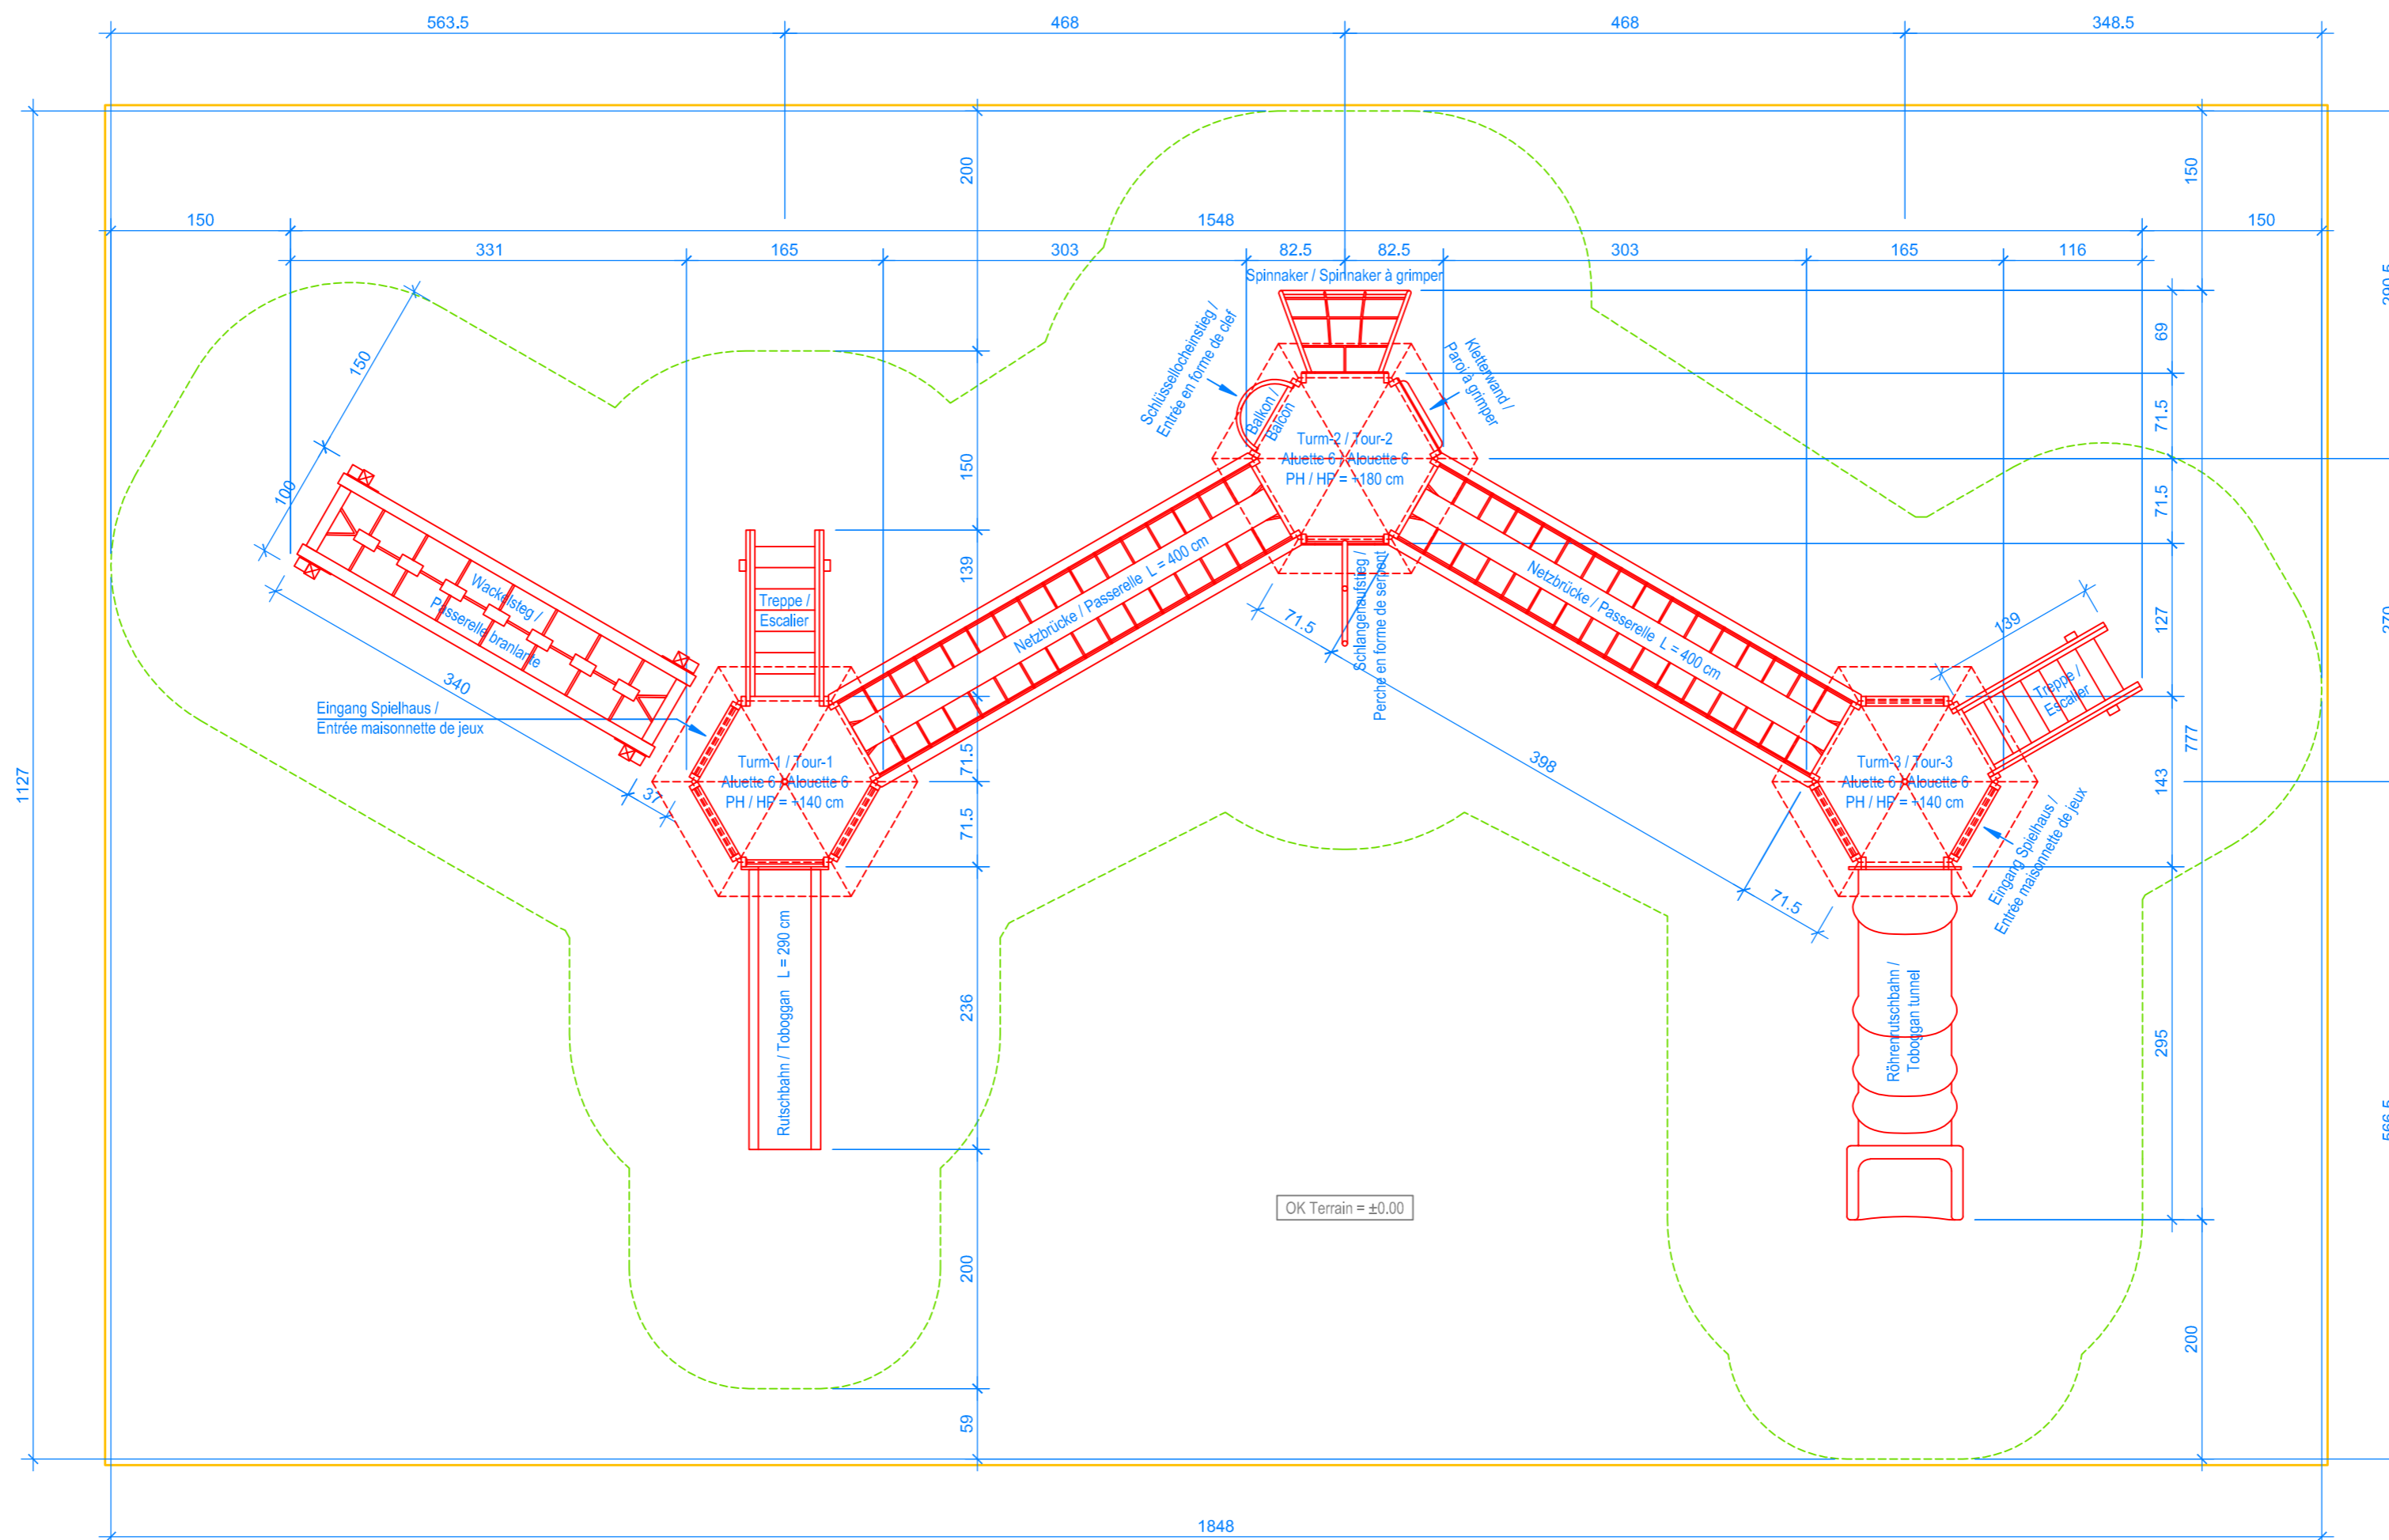 563.5
468
468
348.5
200
150
150
1548
150
331
165
303
82.5
82.5
303
165
116
Spinnaker / Spinnaker à grimper
Schlüssellocheinstieg /
Entrée en forme de clef
Balkon /
Balcon
Kletterwand /
Paroi à grimper
69
71.5
71.5
Turm-2 / Tour-2
Aluette 6 / Alouette 6
PH / HP = +180 cm
150
100
150
139
Wackelsteg /
Passerelle branlante
340
37
Treppe /
Escalier
Netzbrücke / Passerelle L = 400 cm
Schlangenaufstieg /
Perche en forme de serpent
71.5
398
71.5
Netzbrücke / Passerelle L = 400 cm
139
Treppe /
Escalier
127
777
143
Eingang Spielhaus /
Entrée maisonnette de jeux
Turm-1 / Tour-1
Aluette 6 / Alouette 6
PH / HP = +140 cm
71.5
71.5
Turm-3 / Tour-3
Aluette 6 / Alouette 6
PH / HP = +140 cm
Eingang Spielhaus /
Entrée maisonnette de jeux
1127
Rutschbahn / Toboggan L = 290 cm
236
Röhrenrutschbahn /
Toboggan tunnel
295
OK Terrain = ±0.00
200
200
59
1848